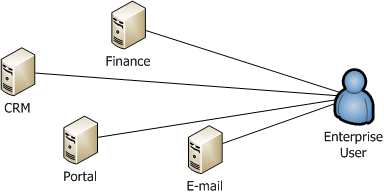 Finance
CRM
Enterprise
User
Portal
E-mail